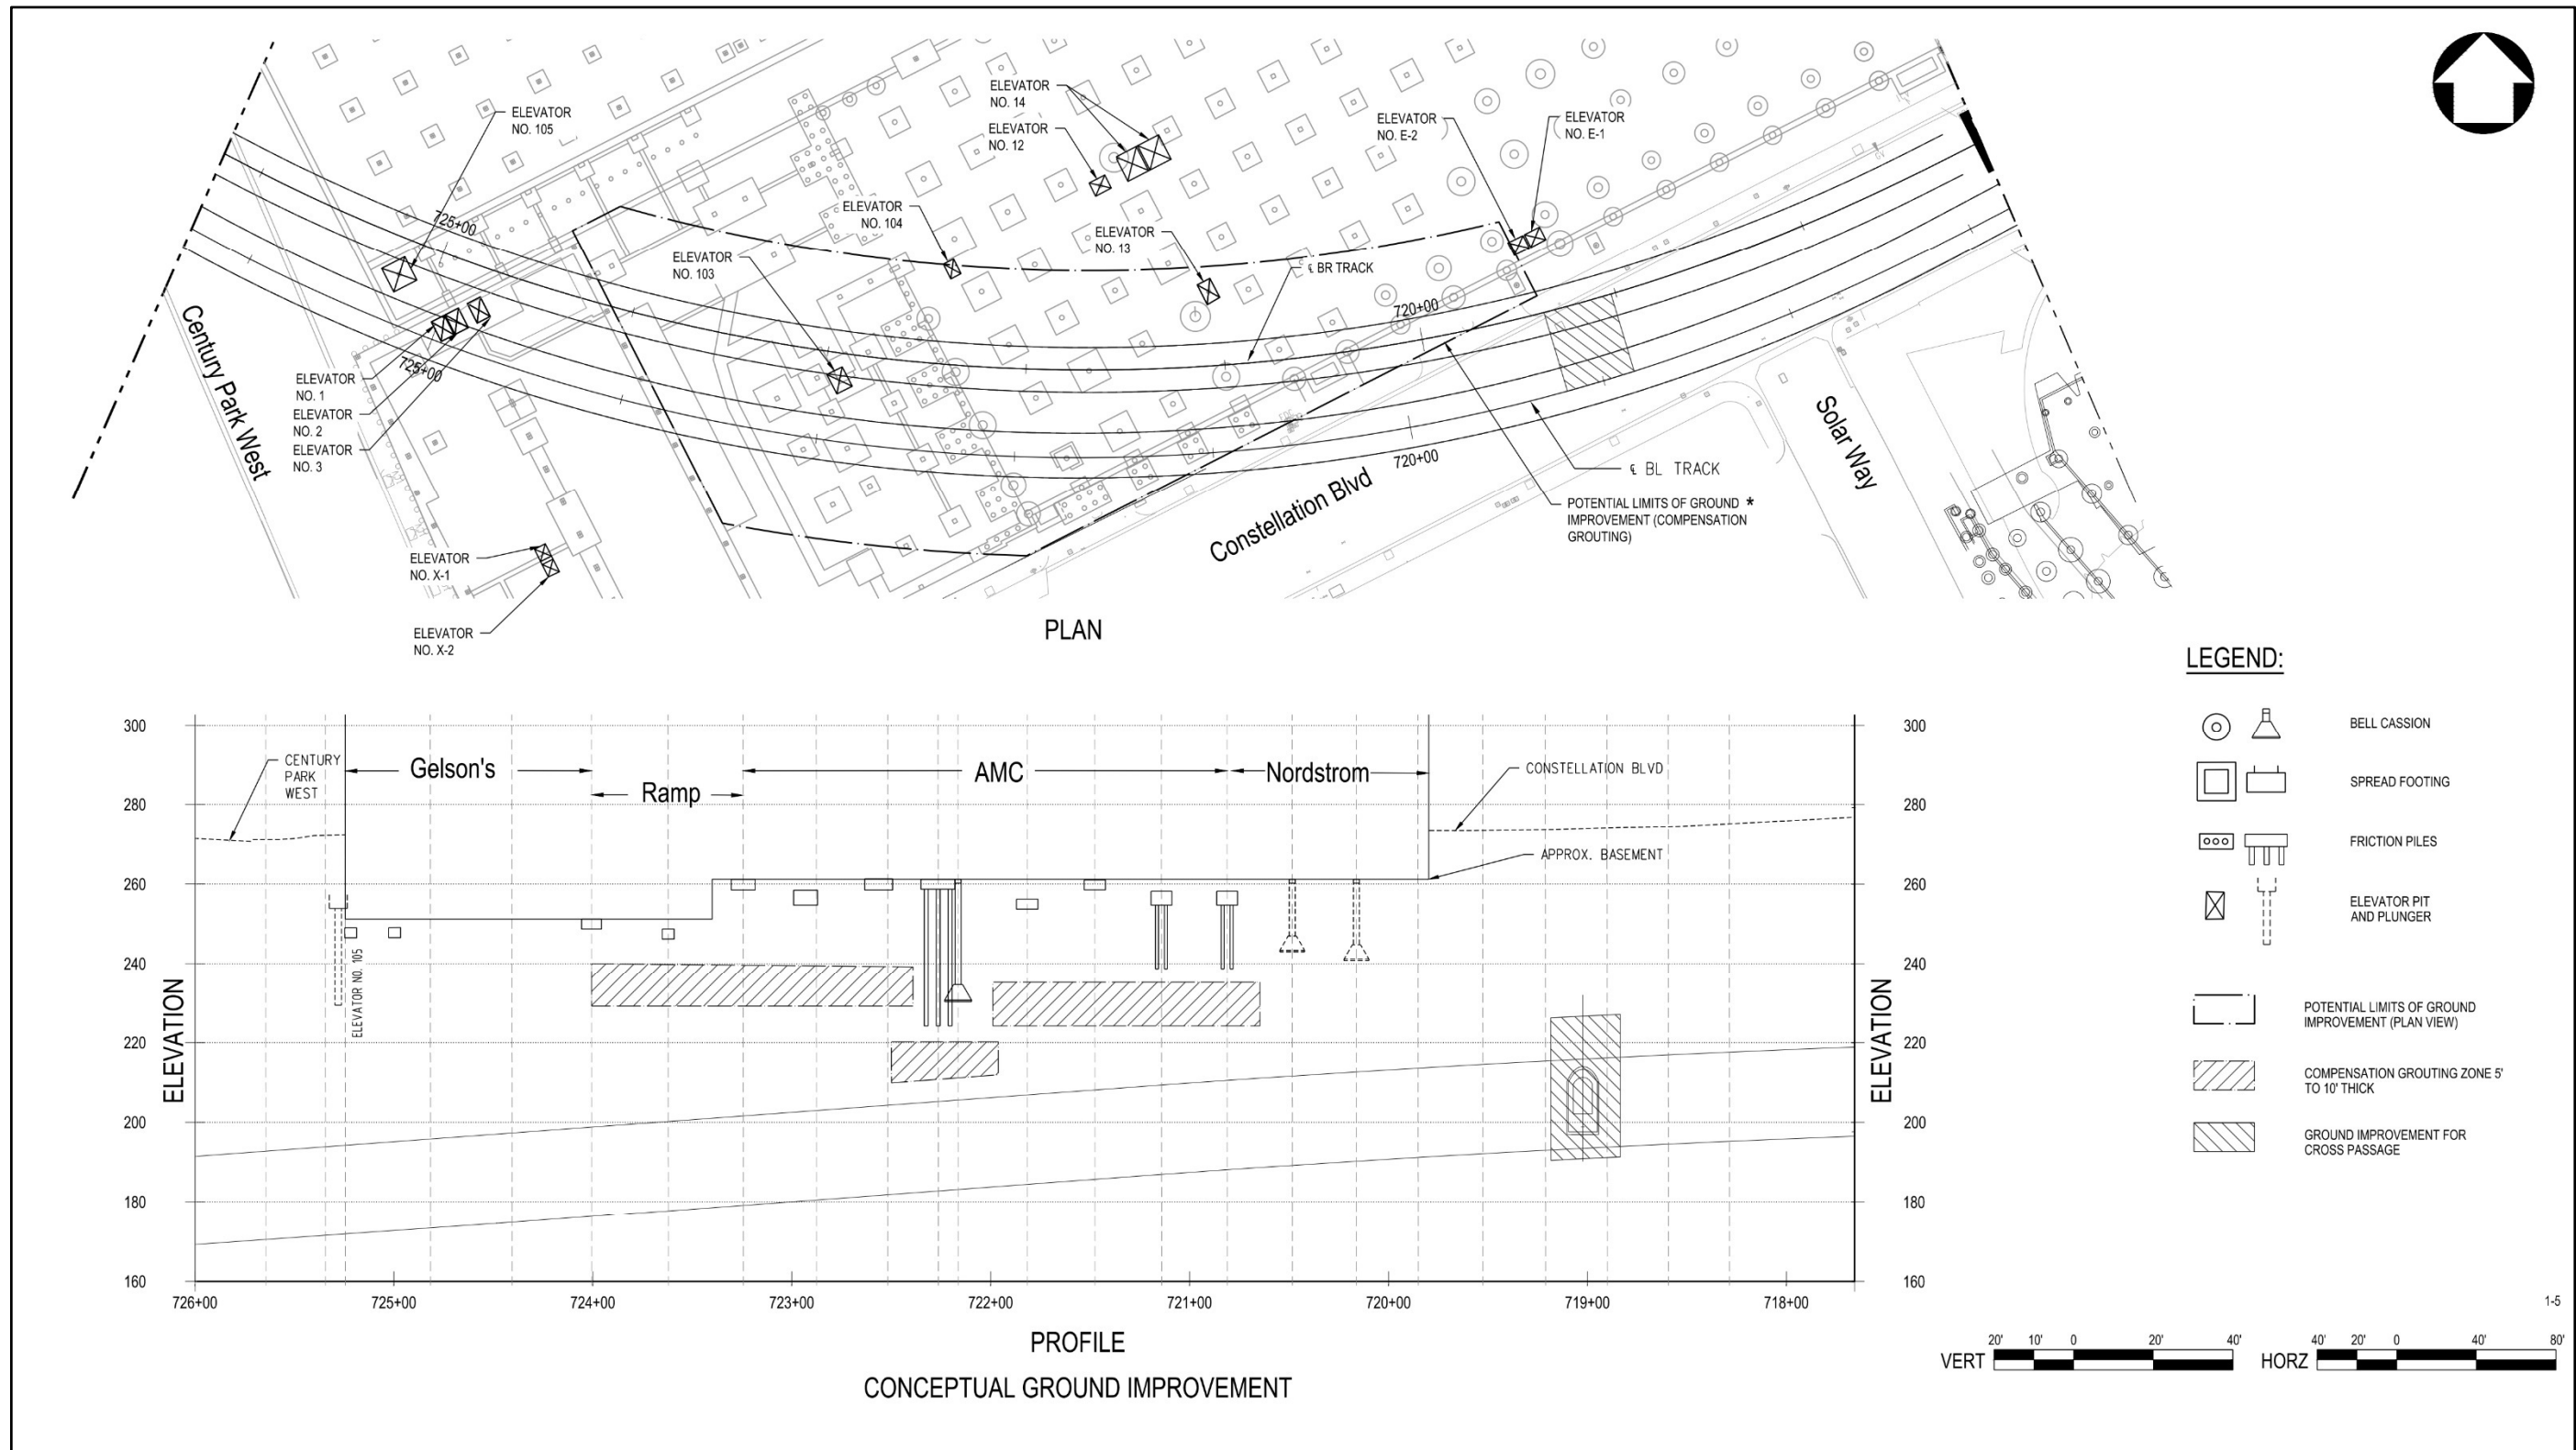 ELEVATOR
NO. 105
ELEVATOR
NO. 14
ELEVATOR
NO. 12
ELEVATOR
NO. E-2
ELEVATOR
NO. E-1
ELEVATOR
NO. 104
ELEVATOR
NO. 13
ELEVATOR
NO. 103
725+00
℄ BR TRACK
720+00
Century Park West
725+00
ELEVATOR
NO. 1
ELEVATOR
NO. 2
ELEVATOR
NO. 3
720+00
℄ BL TRACK
Solar Way
Constellation Blvd
POTENTIAL LIMITS OF GROUND *
IMPROVEMENT (COMPENSATION
GROUTING)
ELEVATOR
NO. X-1
ELEVATOR
NO. X-2
PLAN
300
280
260
240
220
200
180
160
ELEVATION
CENTURY
PARK
WEST
Gelson's
Ramp
AMC
Nordstrom
CONSTELLATION BLVD
APPROX. BASEMENT
ELEVATOR NO. 105
300
280
260
240
220
200
180
160
ELEVATION
726+00
725+00
724+00
723+00
722+00
721+00
720+00
719+00
718+00
PROFILE
CONCEPTUAL GROUND IMPROVEMENT
LEGEND:
BELL CASSION
SPREAD FOOTING
FRICTION PILES
ELEVATOR PIT
AND PLUNGER
POTENTIAL LIMITS OF GROUND
IMPROVEMENT (PLAN VIEW)
COMPENSATION GROUTING ZONE 5'
TO 10' THICK
GROUND IMPROVEMENT FOR
CROSS PASSAGE
1-5
VERT
20' 10' 0 20' 40'
HORZ
40' 20' 0 40' 80'